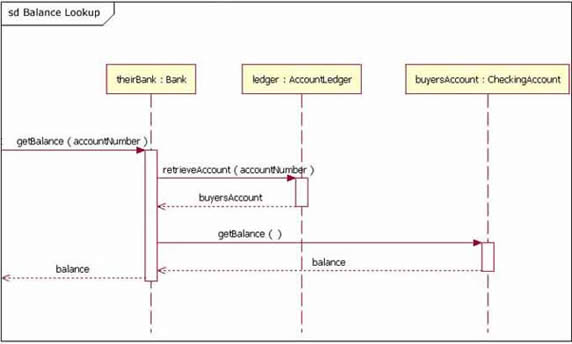 sd Balance Lookup
theirBank : Bank
ledger : AccountLedger
buyersAccount : CheckingAccount
getBalance ( accountNumber )
retrieveAccount ( accountNumber )
buyersAccount
getBalance ( )
balance
balance